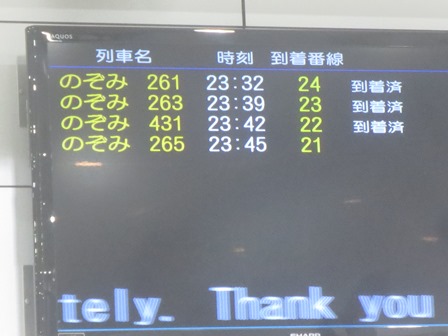 AQUOS
列車名 時刻 到着番線
のぞみ 261 23:32 24 到着済
のぞみ 263 23:39 23 到着済
のぞみ 431 23:42 22 到着済
のぞみ 265 23:45 21
tely. Thank you
SHARP